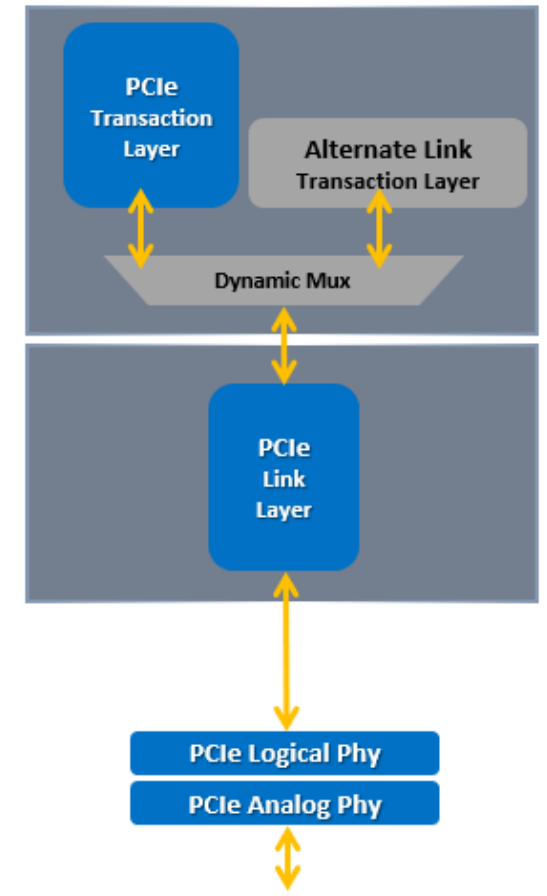 PCIe
Transaction
Layer
Alternate Link
Transaction Layer
Dynamic Mux
PCIe
Link
Layer
PCIe Logical Phy
PCIe Analog Phy